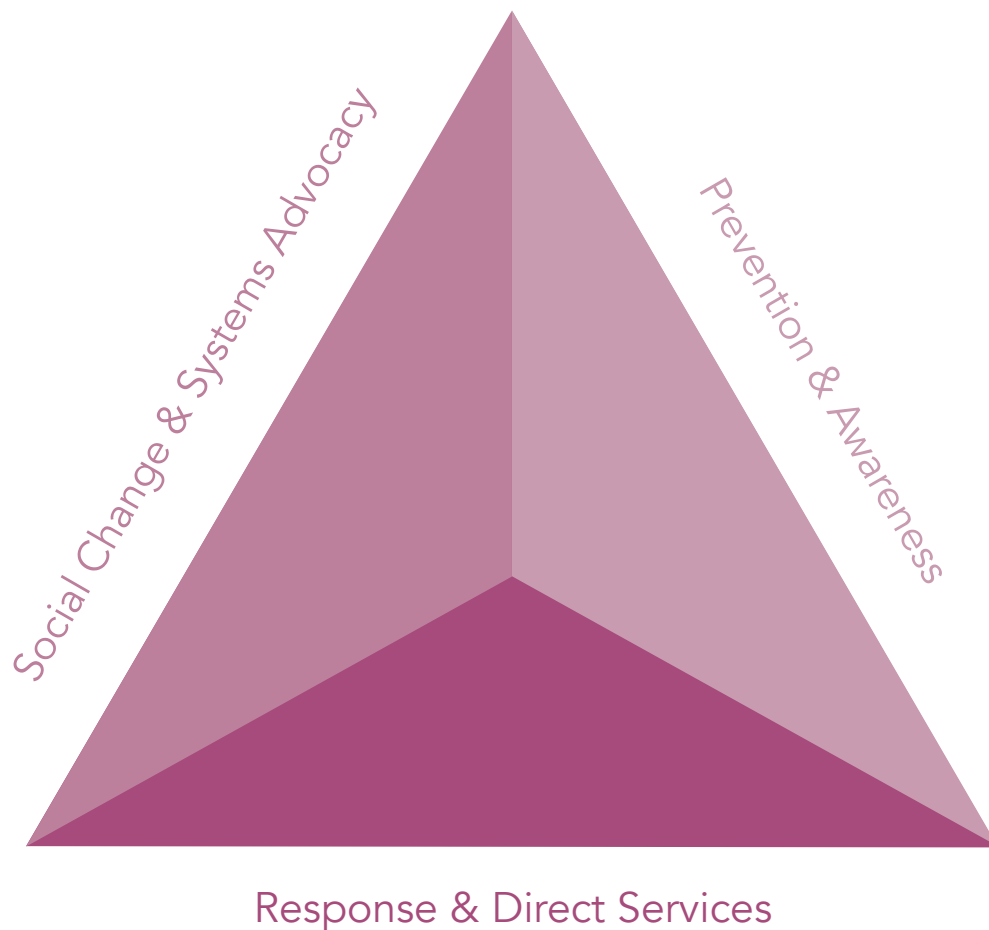 Social Change & Systems Advocacy
Prevention & Awareness
Response & Direct Services